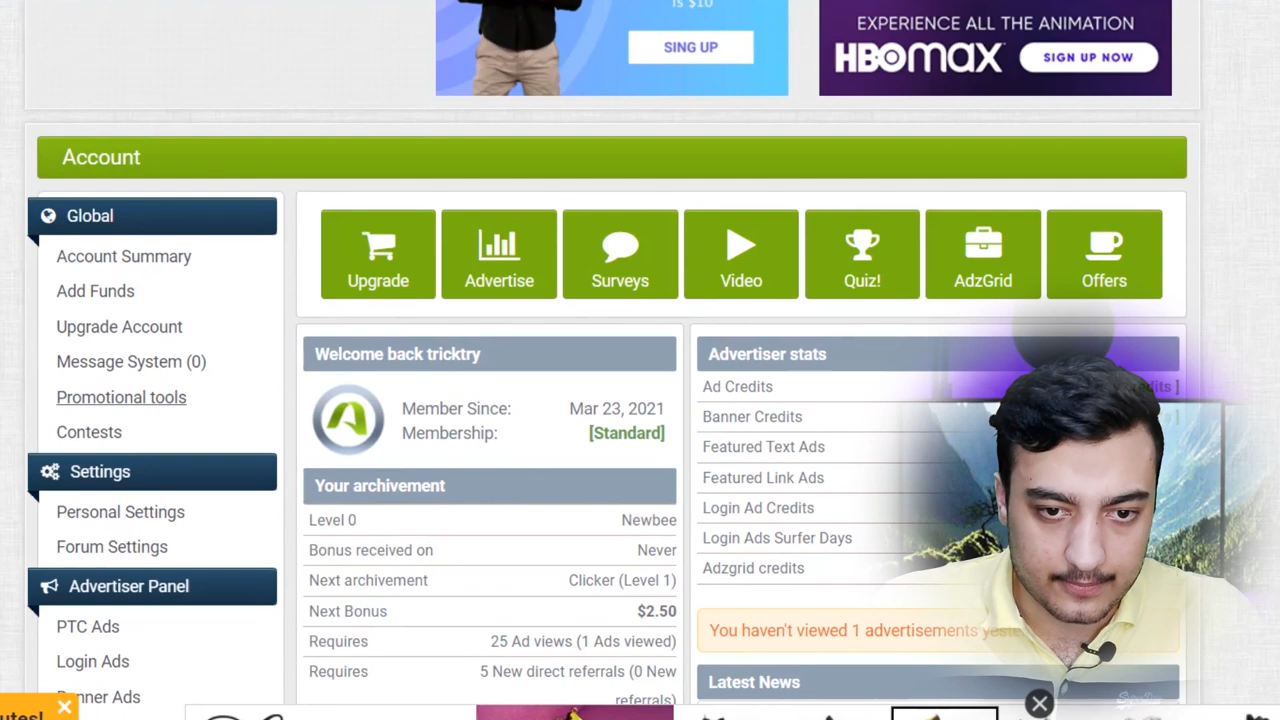 is $10
SING UP
EXPERIENCE ALL THE ANIMATION
HBOMAX
SIGN UP NOW
Account
Global
Account Summary
Add Funds
Upgrade Account
Message System (0)
Promotional tools
Contests
Settings
Personal Settings
Forum Settings
Advertiser Panel
PTC Ads
Login Ads
Banner Ads
Upgrade
Advertise
Surveys
Video
Quiz!
AdzGrid
Offers
Welcome back tricktry
Member Since: Mar 23, 2021
Membership: [Standard]
Your archivement
Level 0 Newbee
Bonus received on Never
Next archivement Clicker (Level 1)
Next Bonus $2.50
Requires 25 Ad views (1 Ads viewed)
Requires 5 New direct referrals (0 New
referrals)
Advertiser stats
Ad Credits
Banner Credits
Featured Text Ads
Featured Link Ads
Login Ad Credits
Login Ads Surfer Days
Adzgrid credits
You haven't viewed 1 advertisements
Latest News